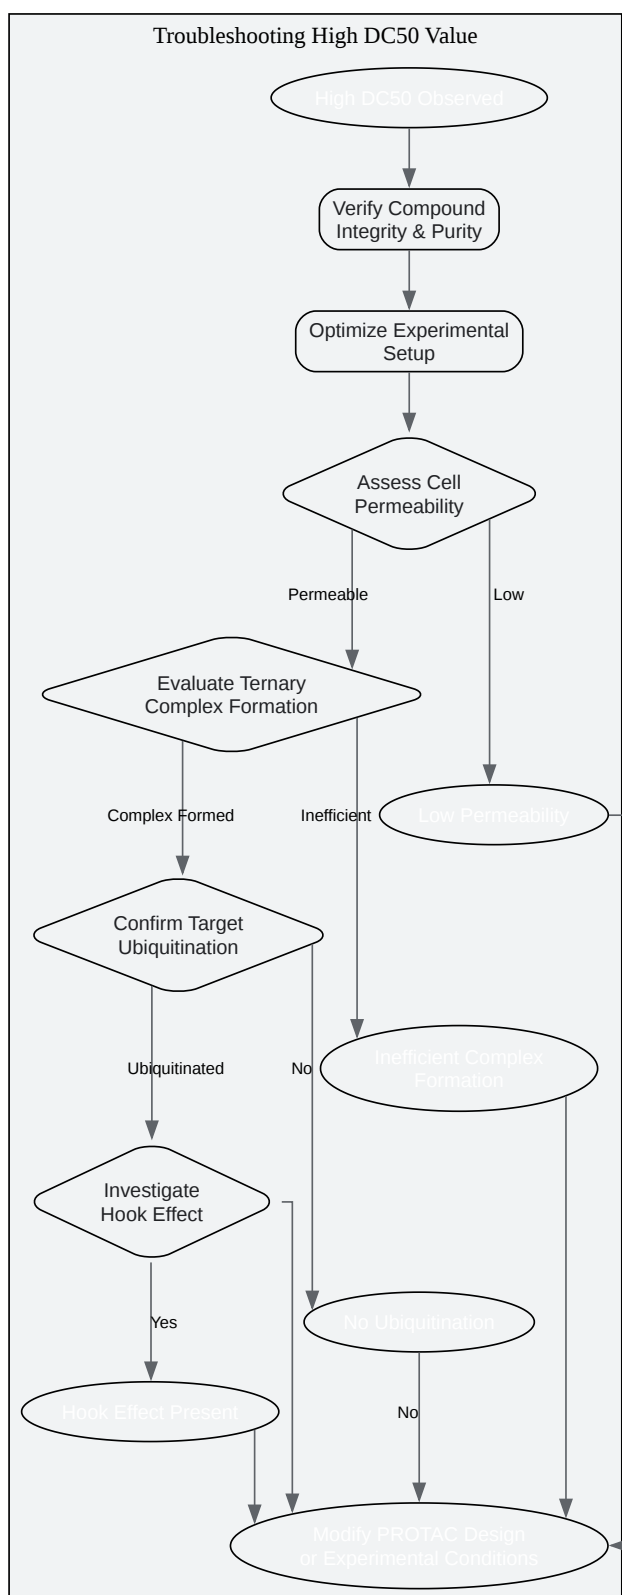 Troubleshooting High DC50 Value
High DC50 Observed
Verify Compound
Integrity & Purity
Optimize Experimental
Setup
Assess Cell
Permeability
Permeable
Low
Evaluate Ternary
Complex Formation
Complex Formed
Inefficient
Low Permeability
Confirm Target
Ubiquitination
Ubiquitinated
No
Inefficient Complex
Formation
Investigate
Hook Effect
Yes
No Ubiquitination
Hook Effect Present
No
Modify PROTAC Design
or Experimental Conditions